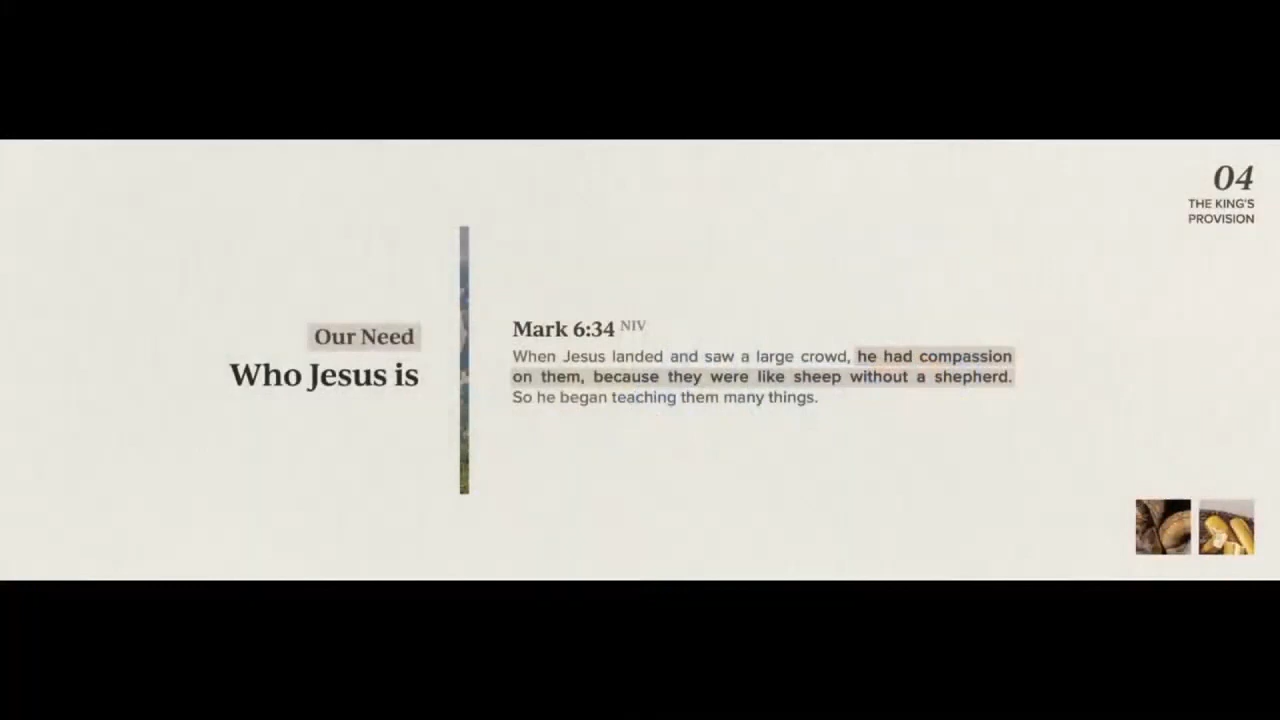 04
THE KING'S
PROVISION
Our Need
Who Jesus is
Mark 6:34 NIV
When Jesus landed and saw a large crowd, he had compassion
on them, because they were like sheep without a shepherd.
So he began teaching them many things.